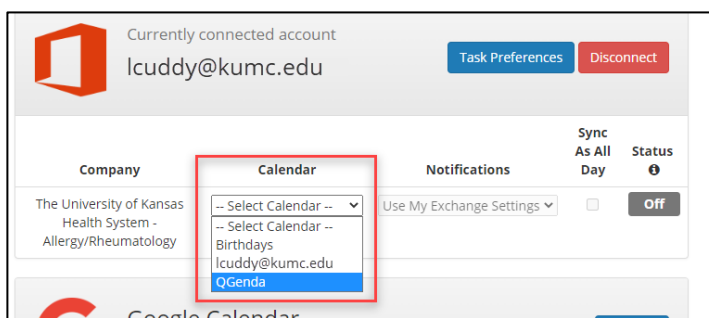 Currently connected account
lcuddy@kumc.edu
Task Preferences
Disconnect
Company
Calendar
Notifications
Sync
As All
Day
Status
The University of Kansas
Health System -
Allergy/Rheumatology
-- Select Calendar --
-- Select Calendar --
Birthdays
lcuddy@kumc.edu
QGenda
Use My Exchange Settings
Off
Google Calendar